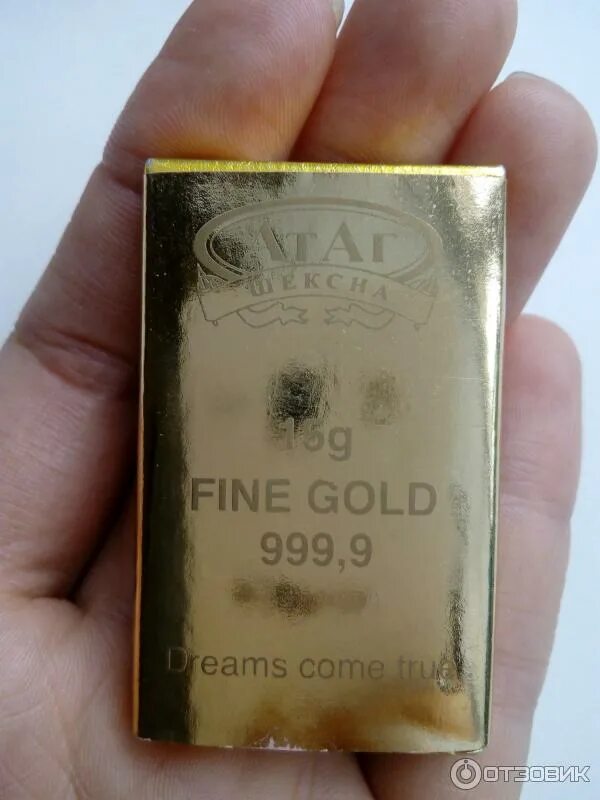 АтАг
ШЕКСНА
15g
FINE GOLD
999,9
Dreams come true
ОТЗОВИК